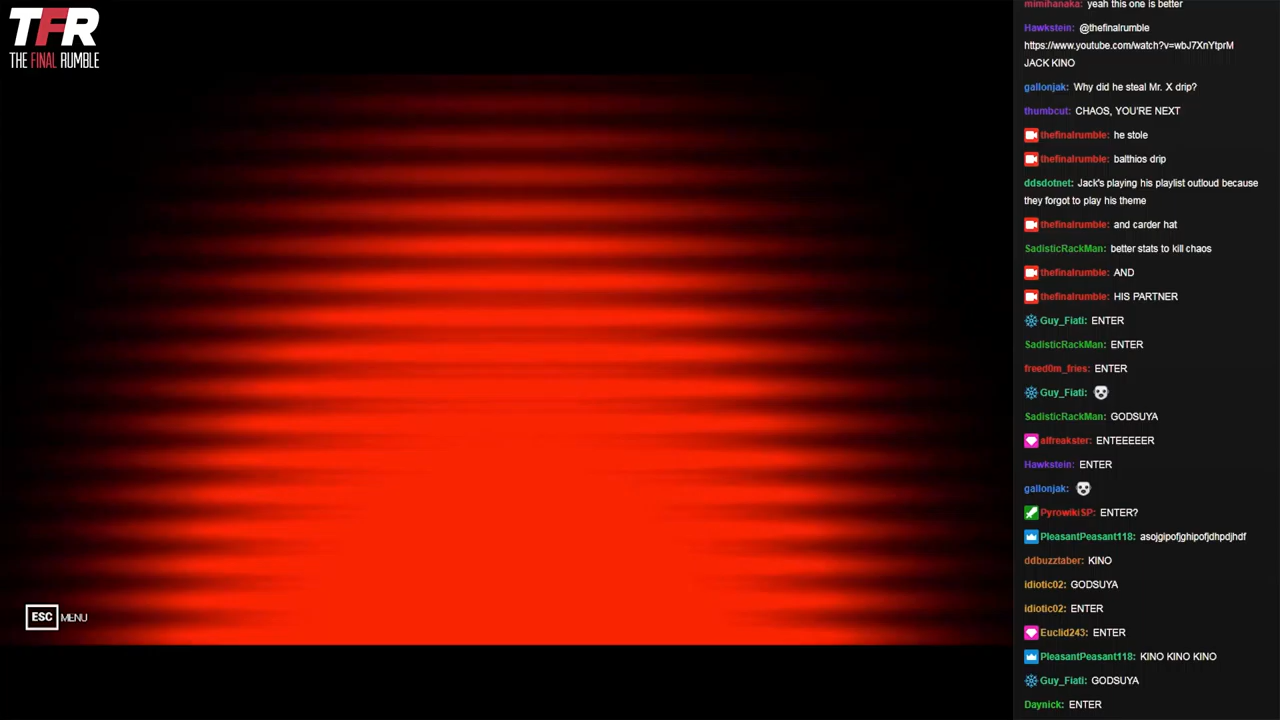 TFR
THE FINAL RUMBLE
ESC MENU
mimihanaka: yeah this one is better
Hawkstein: @thefinalrumble
https://www.youtube.com/watch?v=wbJ7XnYtprM
JACK KINO
gallonjak: Why did he steal Mr. X drip?
thumbcut: CHAOS, YOU'RE NEXT
thefinalrumble: he stole
thefinalrumble: balthios drip
ddsdotnet: Jack's playing his playlist outloud because
they forgot to play his theme
thefinalrumble: and carder hat
SadisticRackMan: better stats to kill chaos
thefinalrumble: AND
thefinalrumble: HIS PARTNER
Guy_Fiati: ENTER
SadisticRackMan: ENTER
freed0m_fries: ENTER
Guy_Fiati:
SadisticRackMan: GODSUYA
alfreakster: ENTEEEEER
Hawkstein: ENTER
gallonjak:
PyrowikiSP: ENTER?
PleasantPeasant118: asojgipofjghipofjdhpdjhdf
ddbuzztaber: KINO
idiotic02: GODSUYA
idiotic02: ENTER
Euclid243: ENTER
PleasantPeasant118: KINO KINO KINO
Guy_Fiati: GODSUYA
Daynick: ENTER